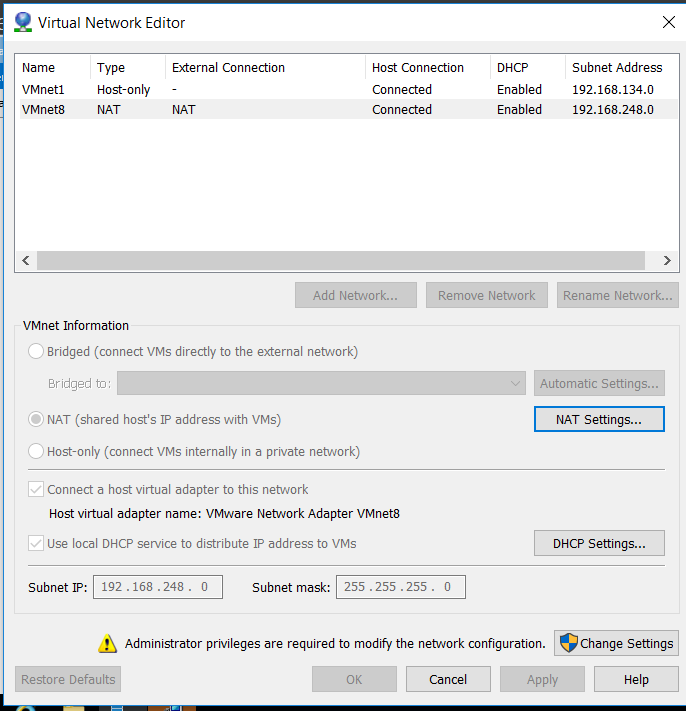 Virtual Network Editor
Name Type External Connection Host Connection DHCP Subnet Address
VMnet1 Host-only - Connected Enabled 192.168.134.0
VMnet8 NAT NAT Connected Enabled 192.168.248.0
Add Network... Remove Network Rename Network...
VMnet Information
Bridged (connect VMs directly to the external network)
Bridged to: Automatic Settings...
NAT (shared host's IP address with VMs) NAT Settings...
Host-only (connect VMs internally in a private network)
Connect a host virtual adapter to this network
Host virtual adapter name: VMware Network Adapter VMnet8
Use local DHCP service to distribute IP address to VMs DHCP Settings...
Subnet IP: 192 . 168 . 248 . 0 Subnet mask: 255 . 255 . 255 . 0
Administrator privileges are required to modify the network configuration. Change Settings
Restore Defaults OK Cancel Apply Help